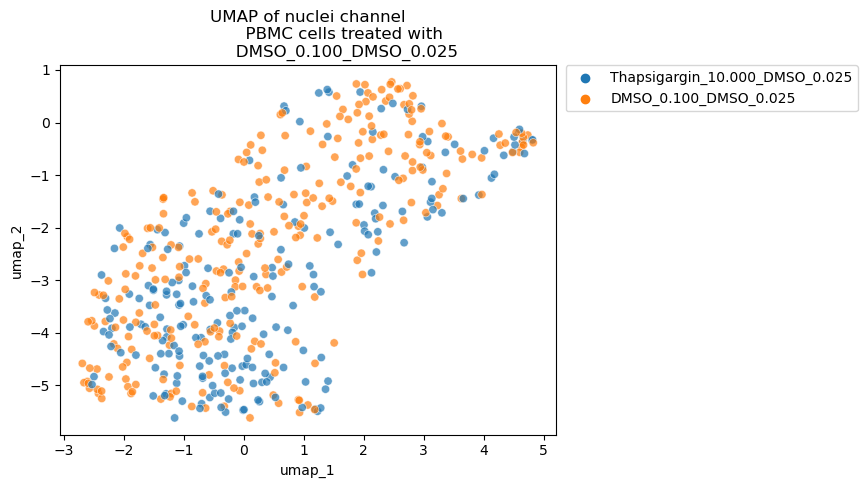 UMAP of nuclei channel
PBMC cells treated with
DMSO_0.100_DMSO_0.025
Thapsigargin_10.000_DMSO_0.025
DMSO_0.100_DMSO_0.025
1
0
−1
−2
−3
−4
−5
umap_2
−3 −2 −1 0 1 2 3 4 5
umap_1